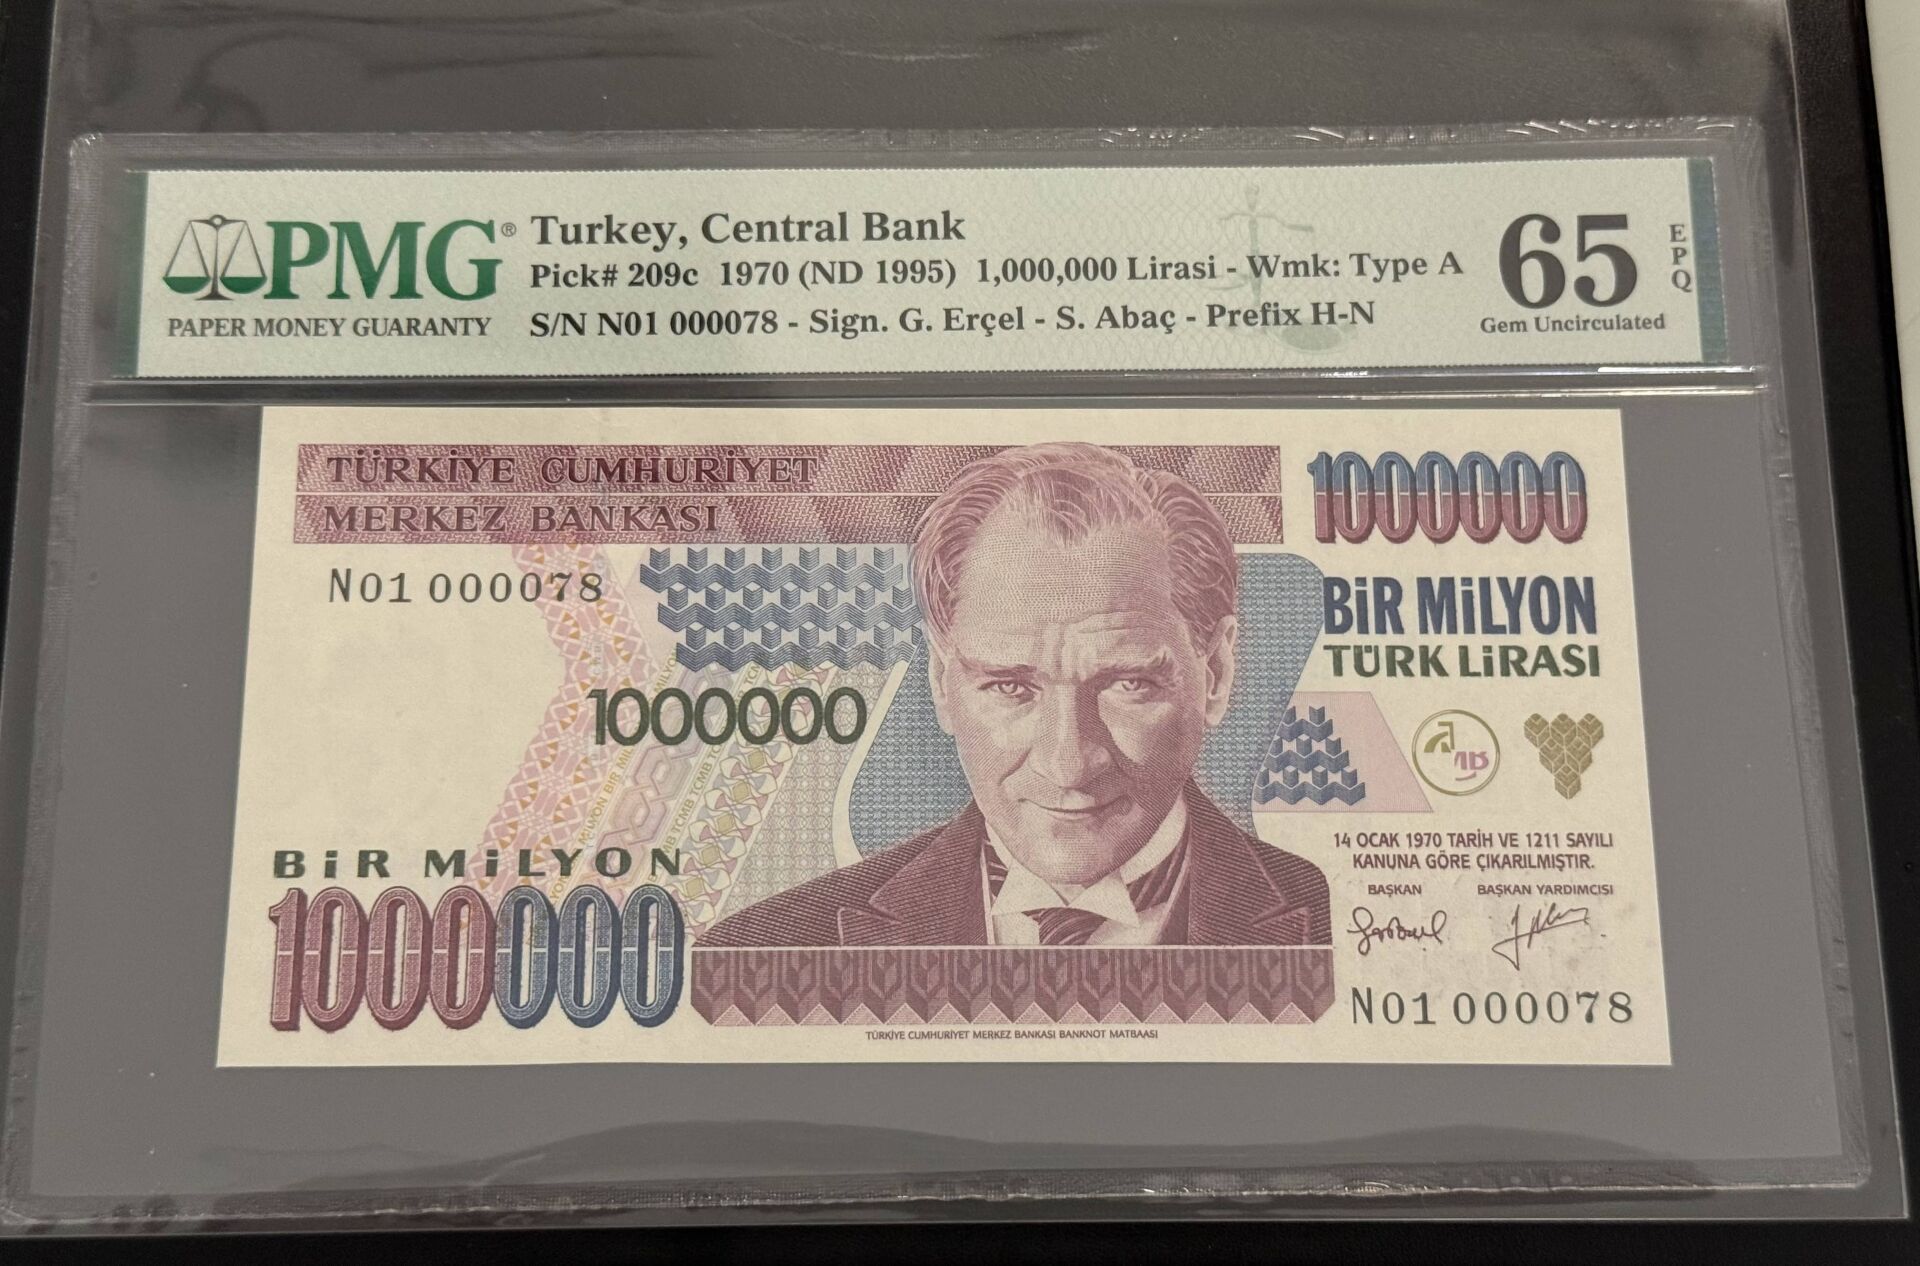 PMG®
PAPER MONEY GUARANTY
Turkey, Central Bank
Pick# 209c 1970 (ND 1995) 1,000,000 Lirasi - Wmk: Type A
S/N N01 000078 - Sign. G. Erçel - S. Abaç - Prefix H-N
65
EPQ
Gem Uncirculated
TÜRKİYE CUMHURİYET
MERKEZ BANKASI
1000000
N01 000078
BİR MİLYON
TÜRK LİRASI
1000000
14 OCAK 1970 TARİH VE 1211 SAYILI
KANUNA GÖRE ÇIKARILMIŞTIR.
BAŞKAN BAŞKAN YARDIMCISI
BİR MİLYON
1000000
N01 000078
TÜRKİYE CUMHURİYET MERKEZ BANKASI BANKNOT MATBAASI